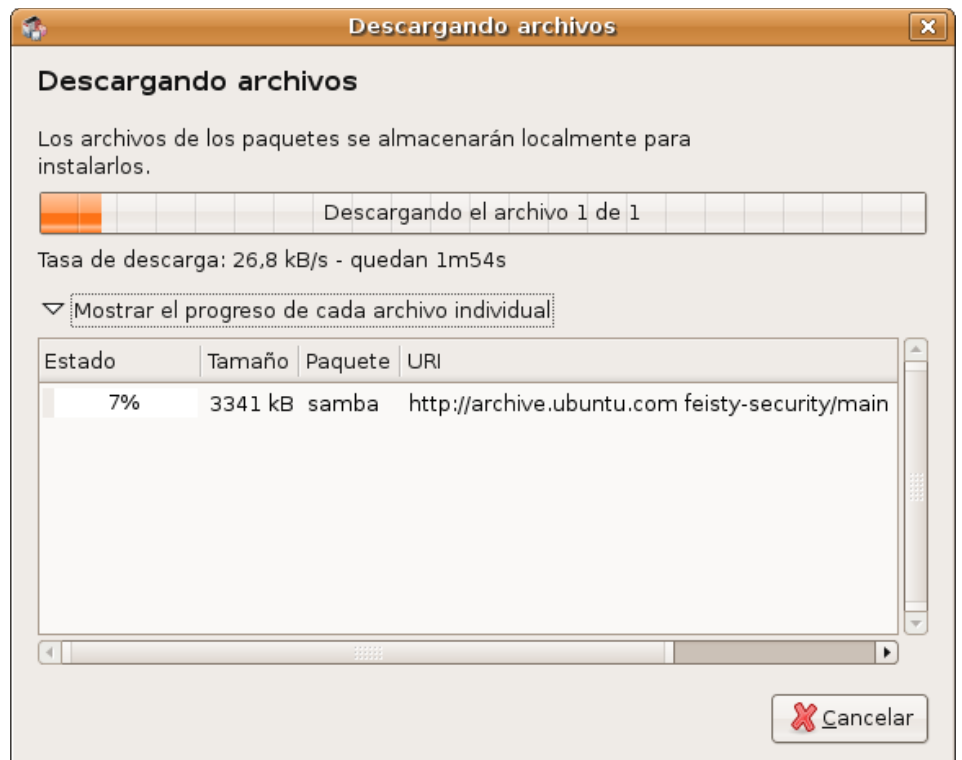 Descargando archivos
Descargando archivos
Los archivos de los paquetes se almacenarán localmente para
instalarlos.
Descargando el archivo 1 de 1
Tasa de descarga: 26,8 kB/s - quedan 1m54s
Mostrar el progreso de cada archivo individual
Estado Tamaño Paquete URI
7% 3341 kB samba http://archive.ubuntu.com feisty-security/main
Cancelar